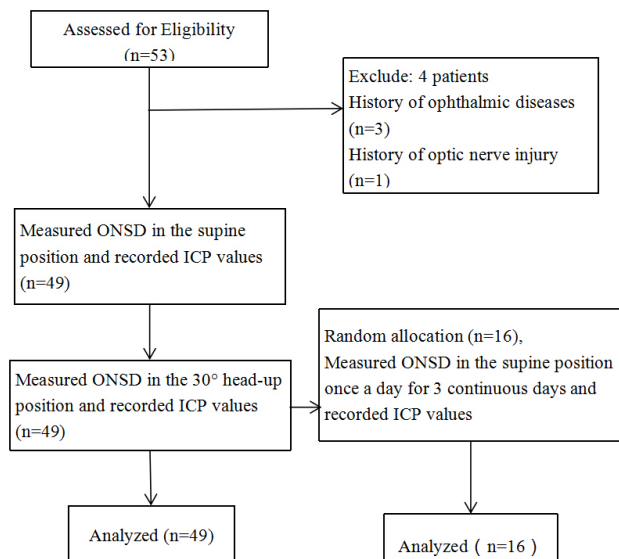 Assessed for Eligibility
(n=53)
Exclude: 4 patients
History of ophthalmic diseases
(n=3)
History of optic nerve injury
(n=1)
Measured ONSD in the supine
position and recorded ICP values
(n=49)
Random allocation (n=16),
Measured ONSD in the supine position
once a day for 3 continuous days and
recorded ICP values
Measured ONSD in the 30° head-up
position and recorded ICP values
(n=49)
Analyzed (n=49)
Analyzed ( n=16 )